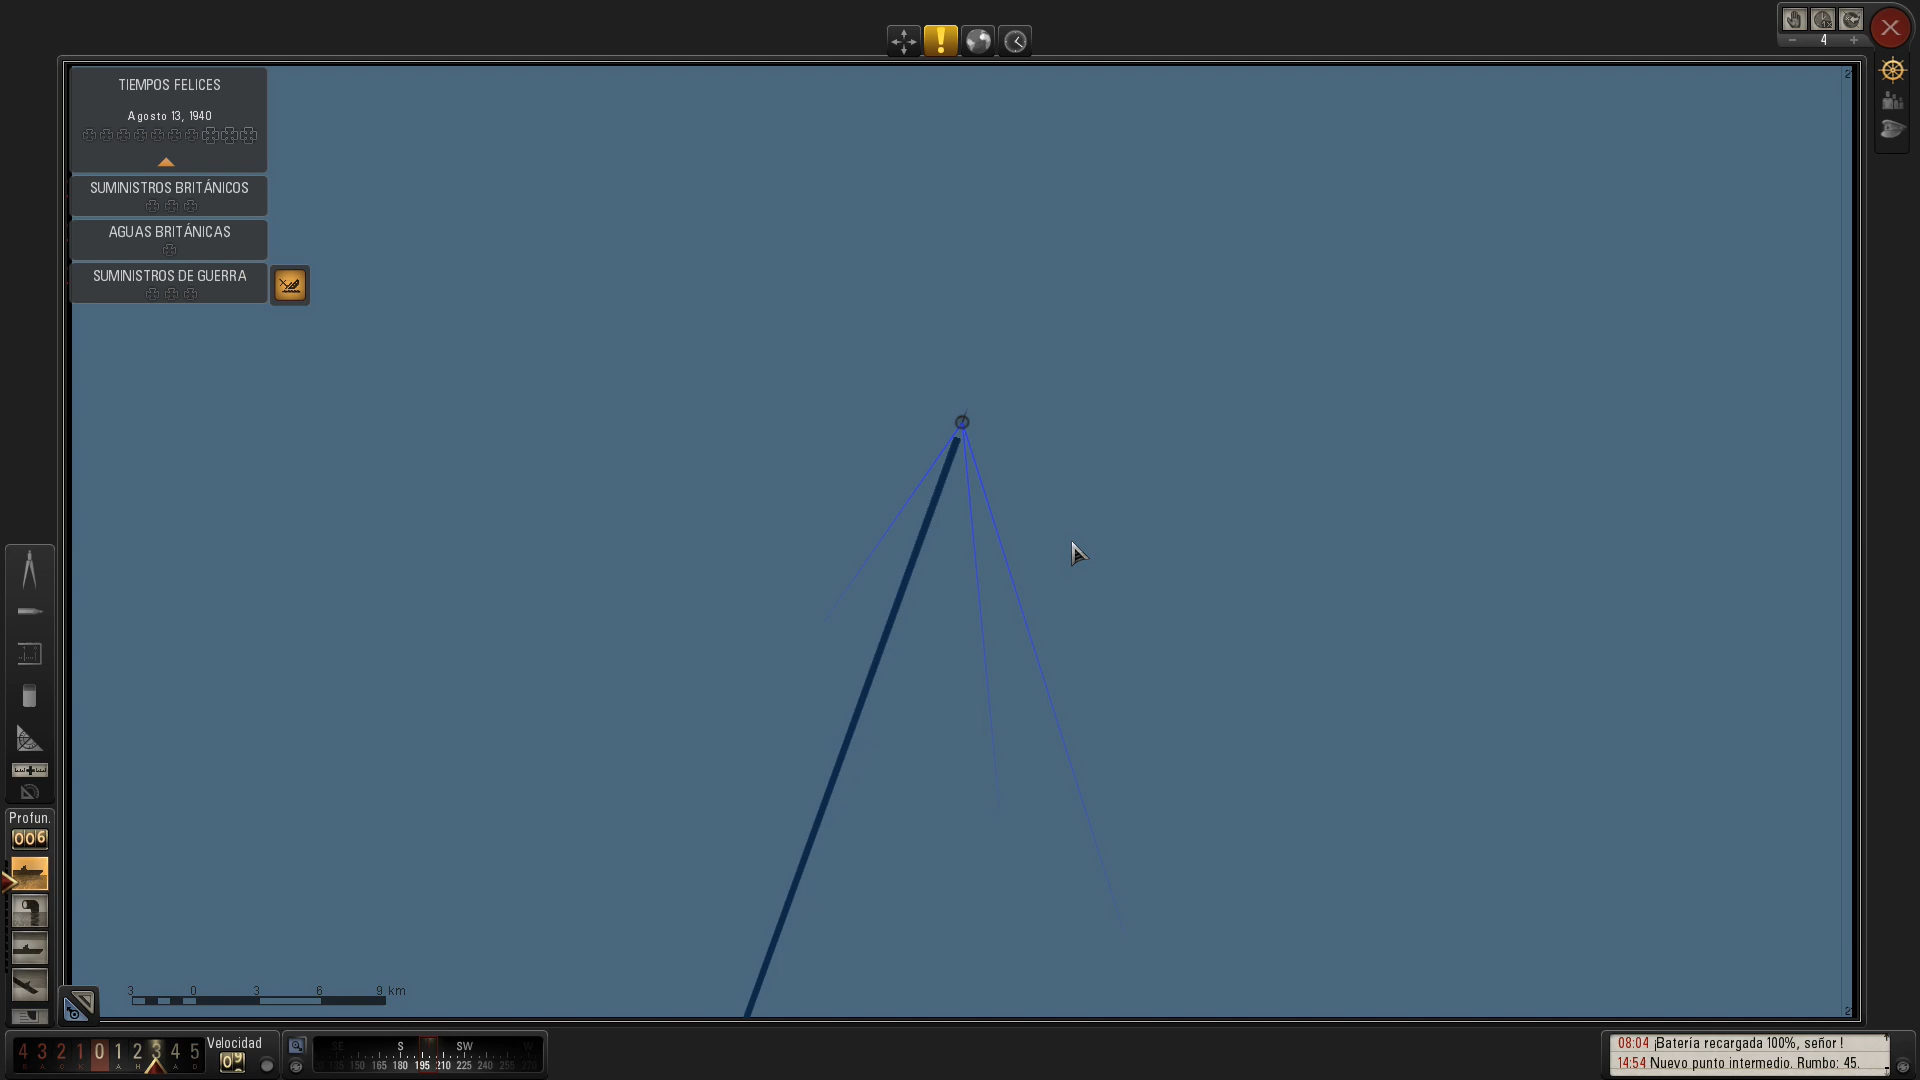 4
TIEMPOS FELICES
Agosto 13, 1940
SUMINISTROS BRITÁNICOS
AGUAS BRITÁNICAS
SUMINISTROS DE GUERRA
Profun.
006
3 0 3 6 9 km
4 3 2 1 0 1 2 3 4 5
Velocidad
SE S SW W
150 165 180 195 210 225 240 255
08:04 ¡Batería recargada 100%, señor !
14:54 Nuevo punto intermedio. Rumbo: 45.